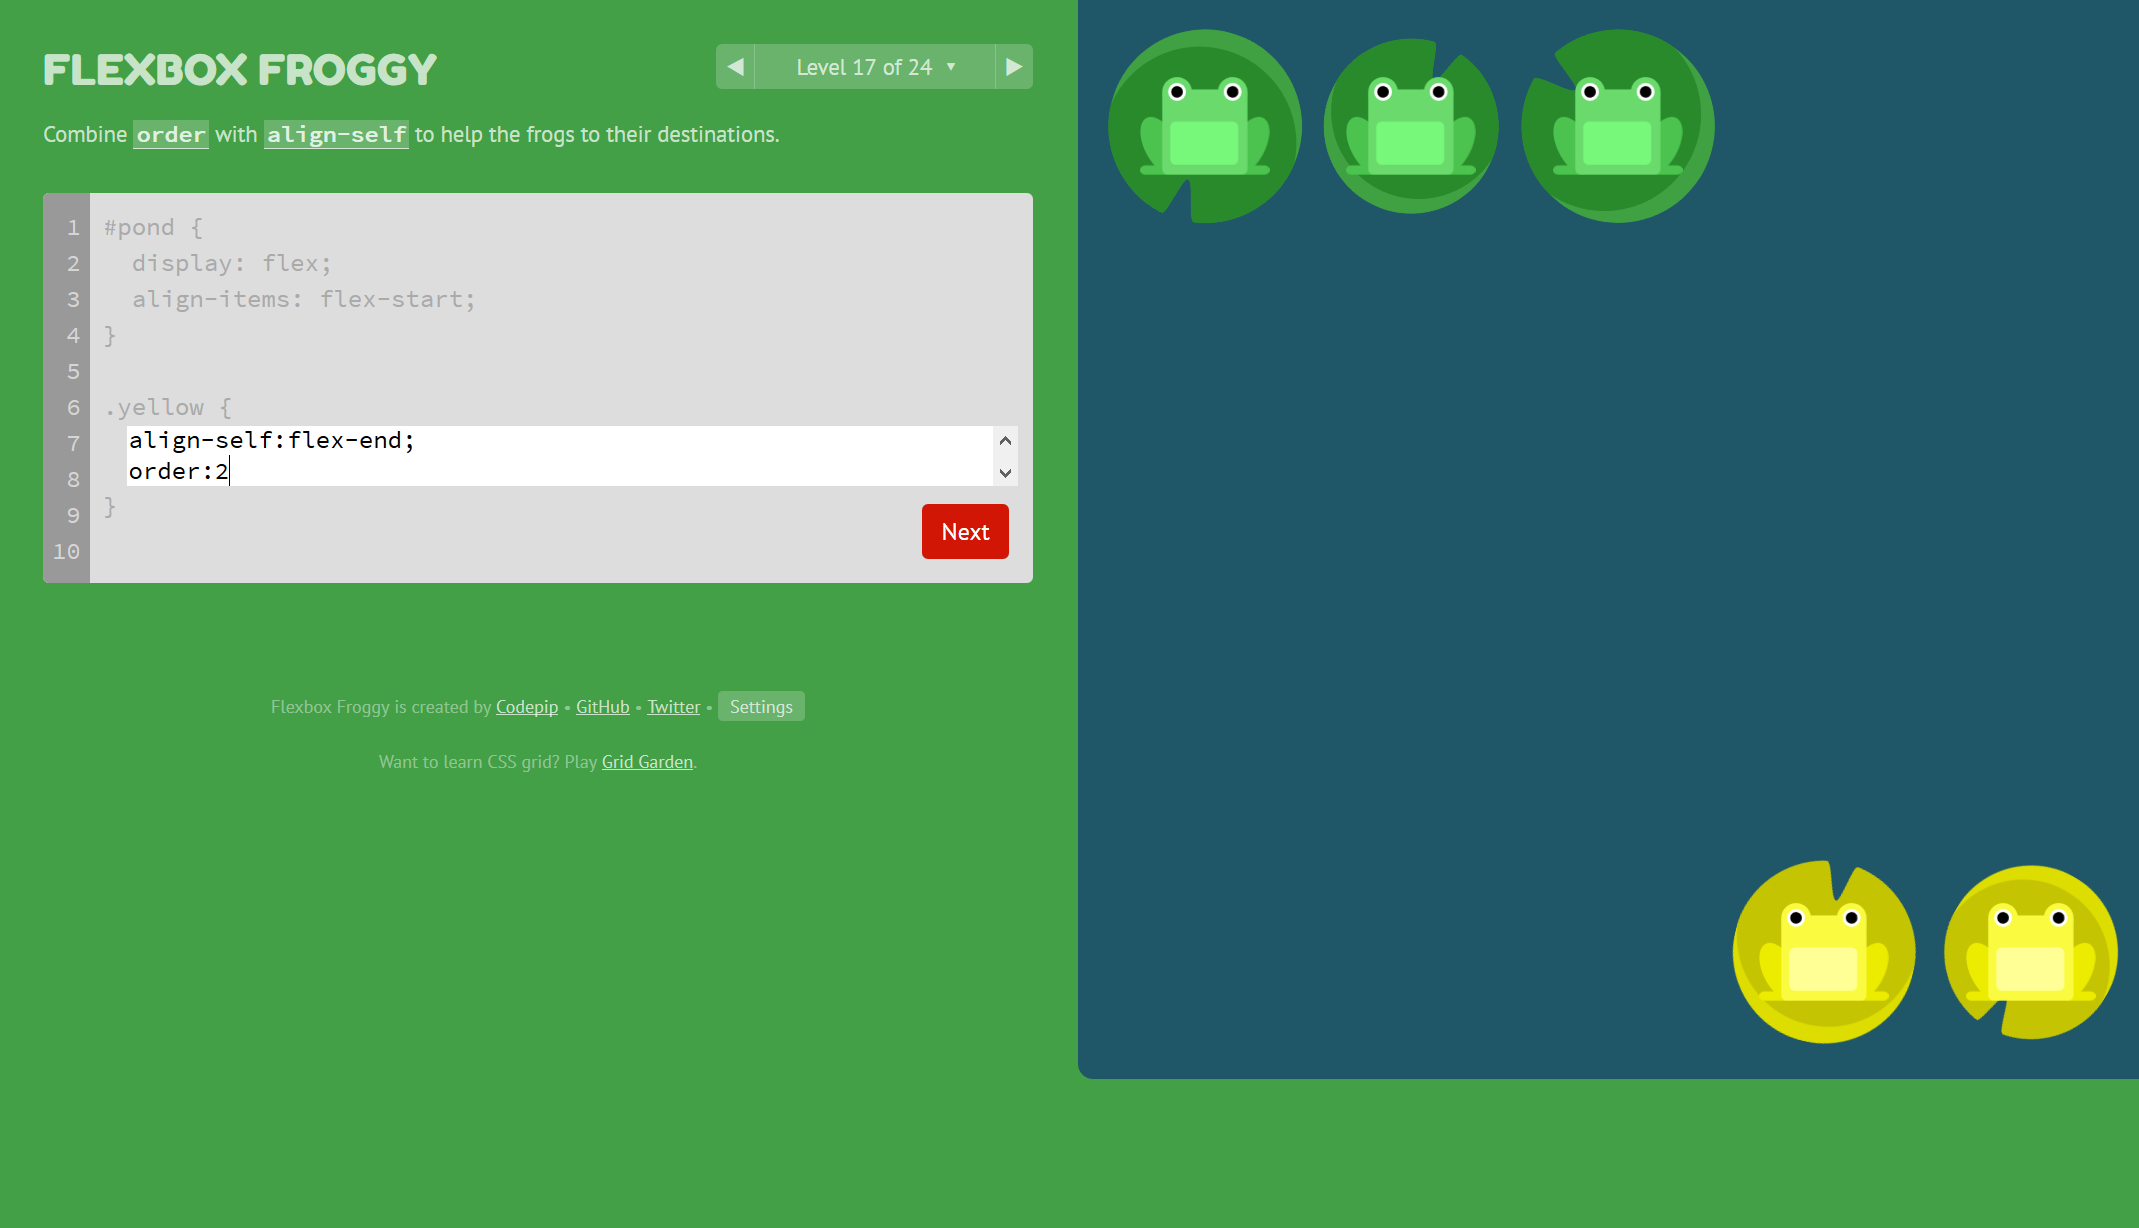 FLEXBOX FROGGY
◀ Level 17 of 24 ▼ ▶
Combine order with align-self to help the frogs to their destinations.
1 #pond {
2 display: flex;
3 align-items: flex-start;
4 }
5
6 .yellow {
7 align-self:flex-end;
8 order:2
9 }
10
Next
Flexbox Froggy is created by Codepip • GitHub • Twitter • Settings
Want to learn CSS grid? Play Grid Garden.